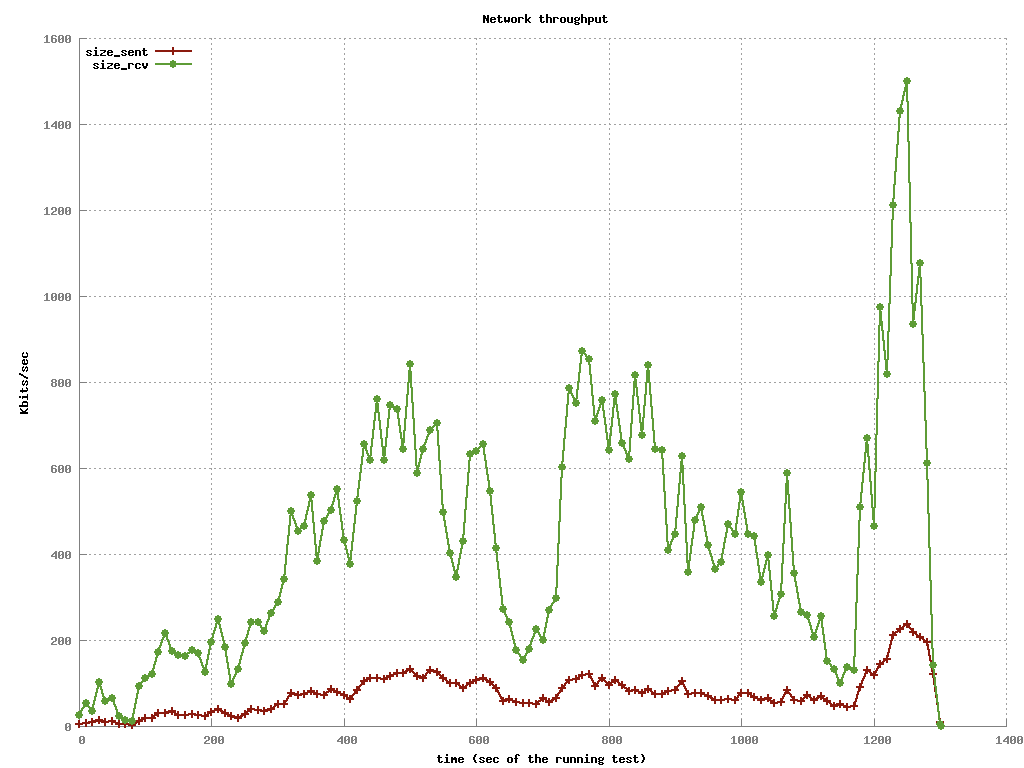 Network throughput
1600
size_sent
size_rcv
1400
1200
1000
800
600
400
200
0
Kbits/sec
0 200 400 600 800 1000 1200 1400
time (sec of the running test)